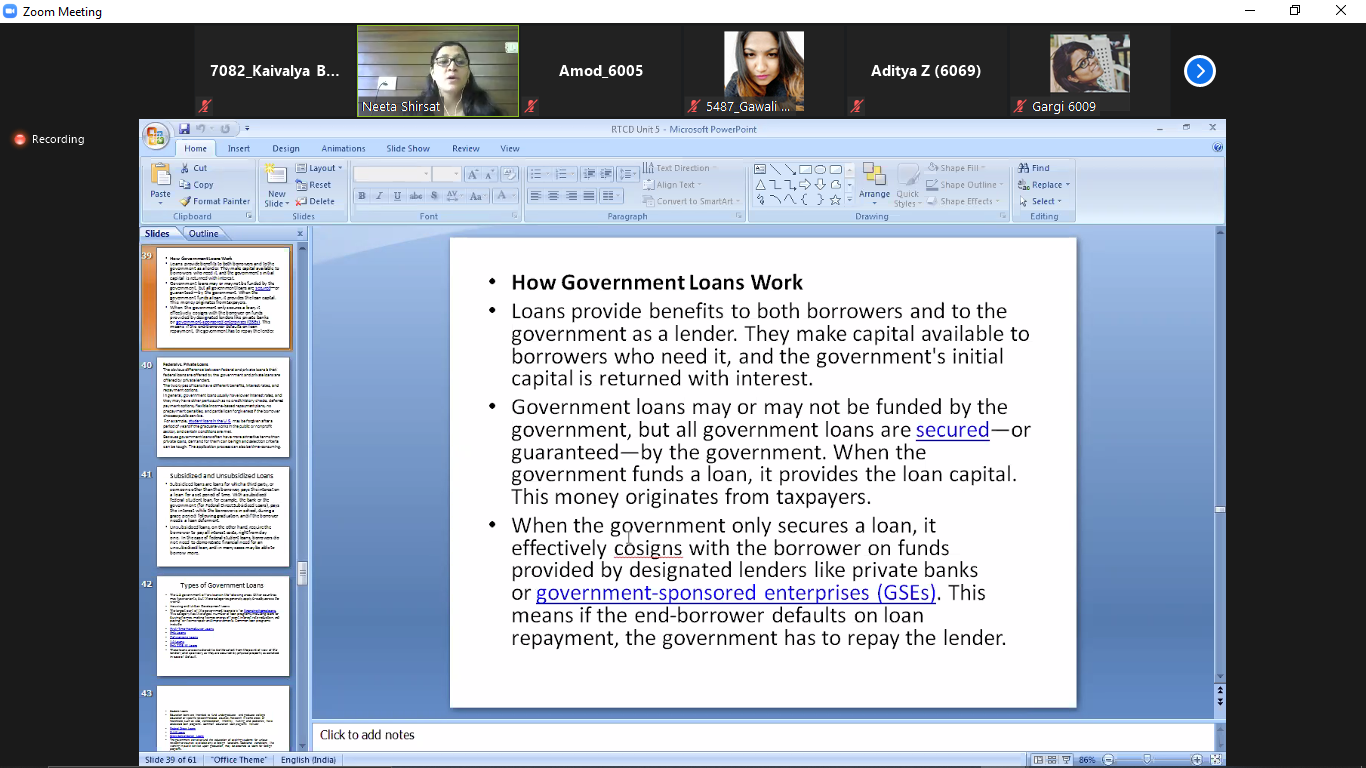 Zoom Meeting
7082_Kaivalya B...
Neeta Shirsat
Amod_6005
5487_Gawali ...
Aditya Z (6069)
Gargi 6009
Recording
RTCD Unit 5 - Microsoft PowerPoint
Home Insert Design Animations Slide Show Review View
Paste
Cut
Copy
Format Painter
Clipboard
New
Slide
Layout
Reset
Delete
Slides
Font
Text Direction
Align Text
Convert to SmartArt
Paragraph
Arrange
Quick
Styles
Shape Fill
Shape Outline
Shape Effects
Drawing
Find
Replace
Select
Editing
Slides Outline
39
How Government Loans Work
40
Federal vs. Private Loans
41
Subsidized and Unsubsidized Loans
42
Types of Government Loans
43
• How Government Loans Work
• Loans provide benefits to both borrowers and to the
government as a lender. They make capital available to
borrowers who need it, and the government's initial
capital is returned with interest.
• Government loans may or may not be funded by the
government, but all government loans are secured—or
guaranteed—by the government. When the
government funds a loan, it provides the loan capital.
This money originates from taxpayers.
• When the government only secures a loan, it
effectively cosigns with the borrower on funds
provided by designated lenders like private banks
or government-sponsored enterprises (GSEs). This
means if the end-borrower defaults on loan
repayment, the government has to repay the lender.
Click to add notes
Slide 39 of 61 "Office Theme" English (India) 86%